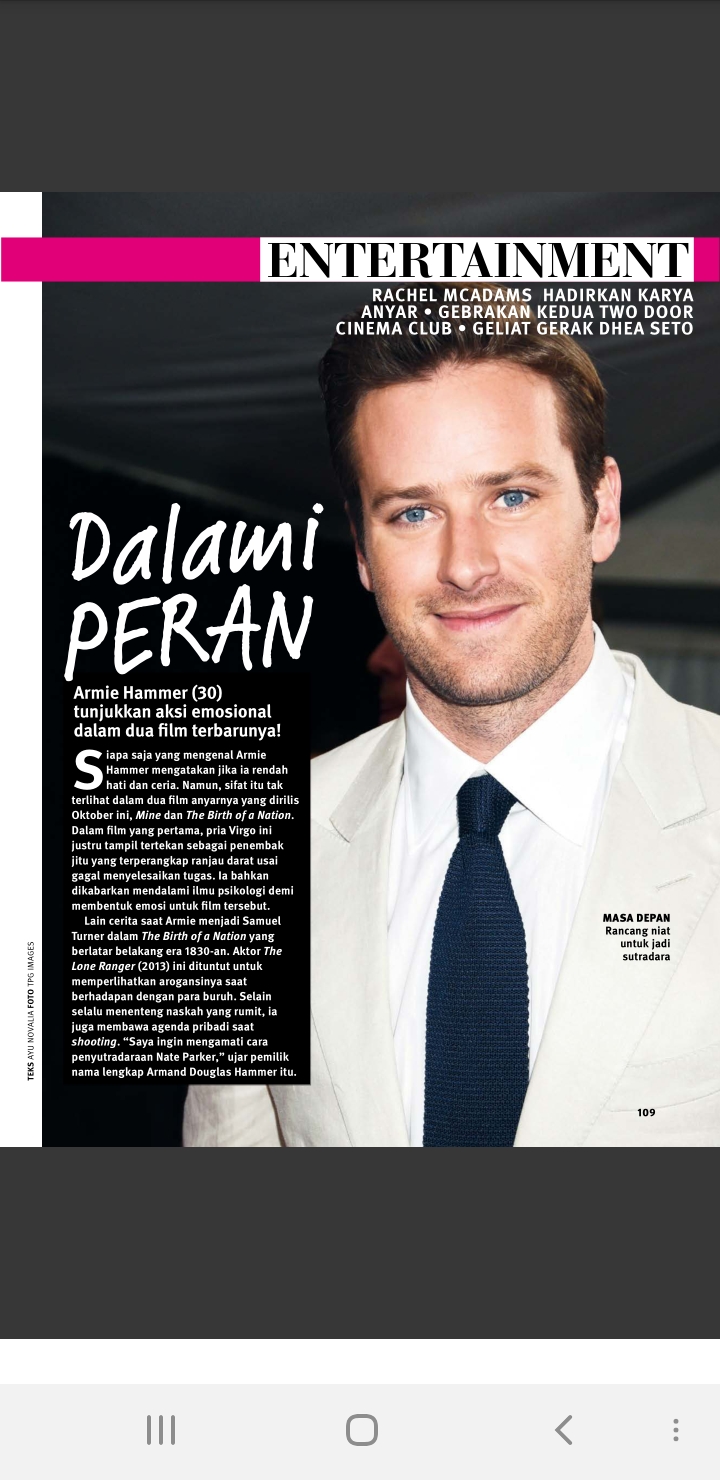 ENTERTAINMENT
RACHEL MCADAMS HADIRKAN KARYA
ANYAR • GEBRAKAN KEDUA TWO DOOR
CINEMA CLUB • GELIAT GERAK DHEA SETO
Dalami
PERAN
Armie Hammer (30)
tunjukkan aksi emosional
dalam dua film terbarunya!
Siapa saja yang mengenal Armie
Hammer mengatakan jika ia rendah
hati dan ceria. Namun, sifat itu tak
terlihat dalam dua film anyarnya yang dirilis
Oktober ini, Mine dan The Birth of a Nation.
Dalam film yang pertama, pria Virgo ini
justru tampil tertekan sebagai penembak
jitu yang terperangkap ranjau darat usai
gagal menyelesaikan tugas. Ia bahkan
dikabarkan mendalami ilmu psikologi demi
membentuk emosi untuk film tersebut.
Lain cerita saat Armie menjadi Samuel
Turner dalam The Birth of a Nation yang
berlatar belakang era 1830-an. Aktor The
Lone Ranger (2013) ini dituntut untuk
memperlihatkan arogansinya saat
berhadapan dengan para buruh. Selain
selalu menenteng naskah yang rumit, ia
juga membawa agenda pribadi saat
shooting. “Saya ingin mengamati cara
penyutradaraan Nate Parker,” ujar pemilik
nama lengkap Armand Douglas Hammer itu.
MASA DEPAN
Rancang niat
untuk jadi
sutradara
TEKS AYU NOVALIA FOTO TPG IMAGES
109